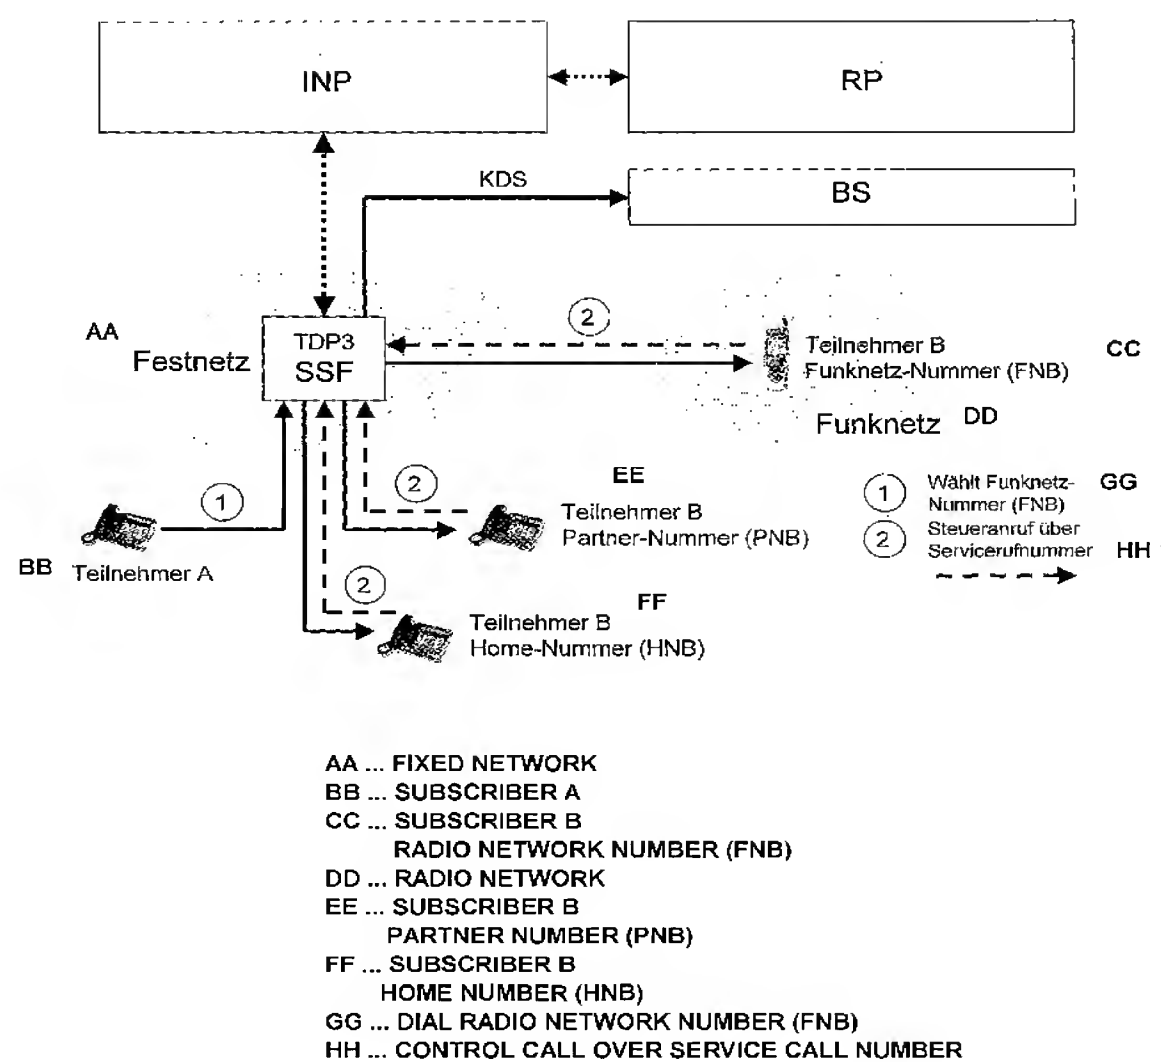 INP
RP
KDS
BS
2
AA
Festnetz
TDP3
SSF
Teilnehmer B
Funknetz-Nummer (FNB)
CC
Funknetz
DD
EE
2
1
Teilnehmer B
Partner-Nummer (PNB)
1
Wählt Funknetz-
Nummer (FNB)
GG
2
Steueranruf über
Servicerufnummer
HH
BB
Teilnehmer A
2
FF
Teilnehmer B
Home-Nummer (HNB)
AA ... FIXED NETWORK
BB ... SUBSCRIBER A
CC ... SUBSCRIBER B
RADIO NETWORK NUMBER (FNB)
DD ... RADIO NETWORK
EE ... SUBSCRIBER B
PARTNER NUMBER (PNB)
FF ... SUBSCRIBER B
HOME NUMBER (HNB)
GG ... DIAL RADIO NETWORK NUMBER (FNB)
HH ... CONTROL CALL OVER SERVICE CALL NUMBER